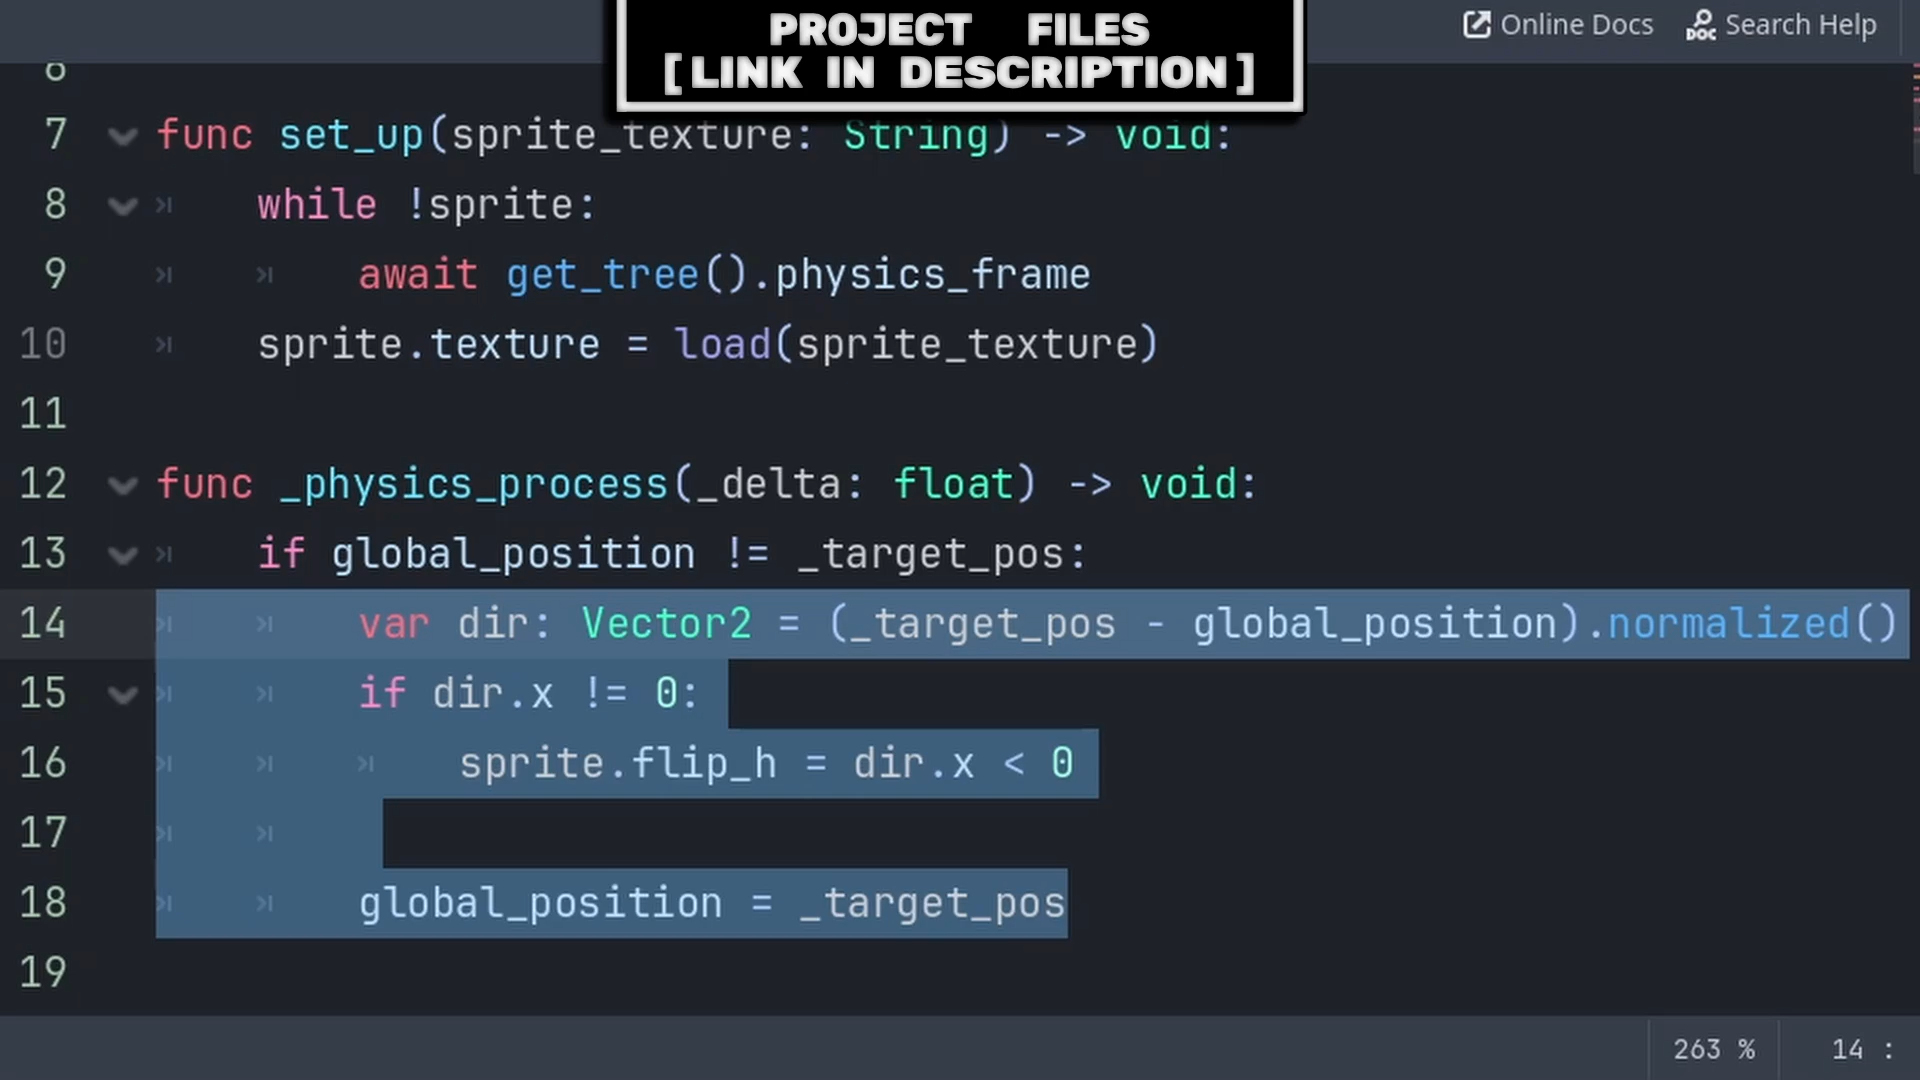 PROJECT FILES
[LINK IN DESCRIPTION]
Online Docs
Search Help
6
7 func set_up(sprite_texture: String) -> void:
8 while !sprite:
9 await get_tree().physics_frame
10 sprite.texture = load(sprite_texture)
11
12 func _physics_process(_delta: float) -> void:
13 if global_position != _target_pos:
14 var dir: Vector2 = (_target_pos - global_position).normalized()
15 if dir.x != 0:
16 sprite.flip_h = dir.x < 0
17
18 global_position = _target_pos
19
263 % 14 :